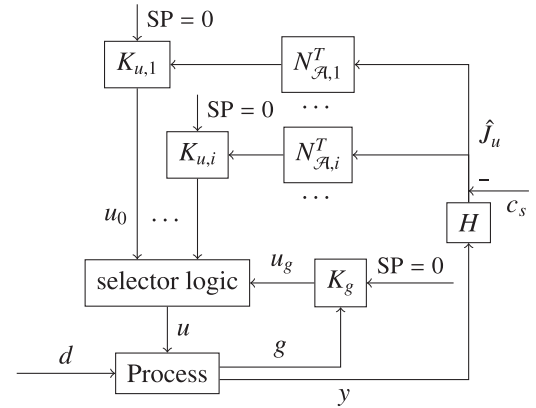 SP = 0
K_{u,1}
N^T_{𝒜,1}
. . .
SP = 0
Ĵ_u
K_{u,i}
N^T_{𝒜,i}
. . .
–
c_s
u_0
. . .
H
selector logic
u_g
K_g
SP = 0
u
g
d
Process
y